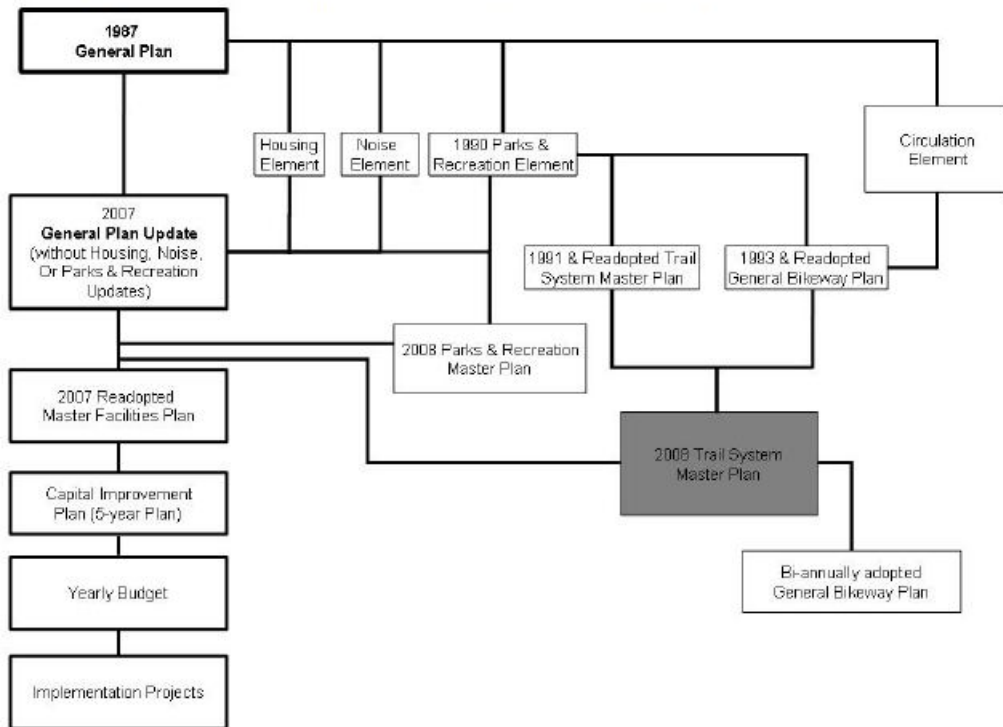 1987
General Plan
Housing
Element
Noise
Element
1990 Parks &
Recreation Element
Circulation
Element
2007
General Plan Update
(without Housing, Noise,
Or Parks & Recreation
Updates)
1991 & Readopted Trail
System Master Plan
1993 & Readopted
General Bikeway Plan
2008 Parks & Recreation
Master Plan
2007 Readopted
Master Facilities Plan
2008 Trail System
Master Plan
Capital Improvement
Plan (5-year Plan)
Yearly Budget
Bi-annually adopted
General Bikeway Plan
Implementation Projects